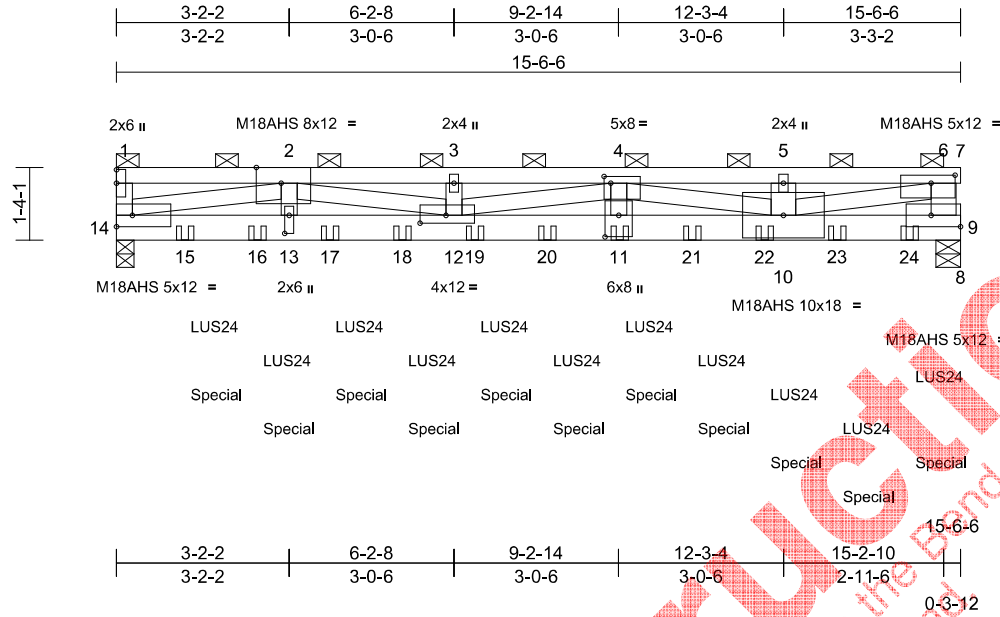 3-2-2 6-2-8 9-2-14 12-3-4 15-6-6
3-2-2 3-0-6 3-0-6 3-0-6 3-3-2
15-6-6
2x6 M18AHS 8x12 = 2x4 5x8 = 2x4 M18AHS 5x12 =
1 2 3 4 5 6 7
1-4-1
14 9
15 16 13 17 18 12 19 20 11 21 22 23 24
10 8
M18AHS 5x12 = 2x6 4x12 = 6x8
M18AHS 10x18 =
LUS24 LUS24 LUS24 LUS24
M18AHS 5x12 =
LUS24 LUS24 LUS24 LUS24
LUS24
Special Special Special Special LUS24
Special Special Special Special LUS24
Special Special
Special
15-6-6
3-2-2 6-2-8 9-2-14 12-3-4 15-2-10
3-2-2 3-0-6 3-0-6 3-0-6 2-11-6
0-3-12
ructi
the Bend